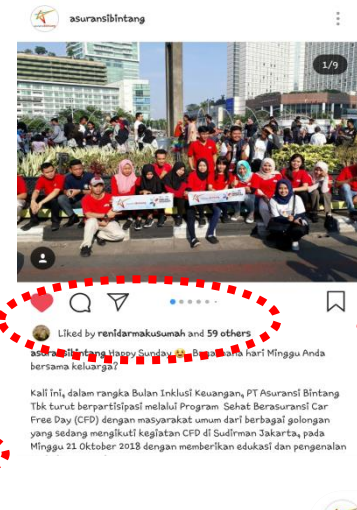 asuransibintang
1/9
Liked by renidarmakusumah and 59 others
asuransibintang Happy Sunday hari Minggu Anda
bersama keluarga?
Kali ini, dalam rangka Bulan Inklusi Keuangan, PT Asuransi Bintang
Tbk turut berpartisipasi melalui Program Sehat Berasuransi Car
Free Day (CFD) dengan masyarakat umum dari berbagai golongan
yang sedang mengikuti kegiatan CFD di Sudirman Jakarta, pada
Minggu 21 Oktober 2018 dengan memberikan edukasi dan pengenalan